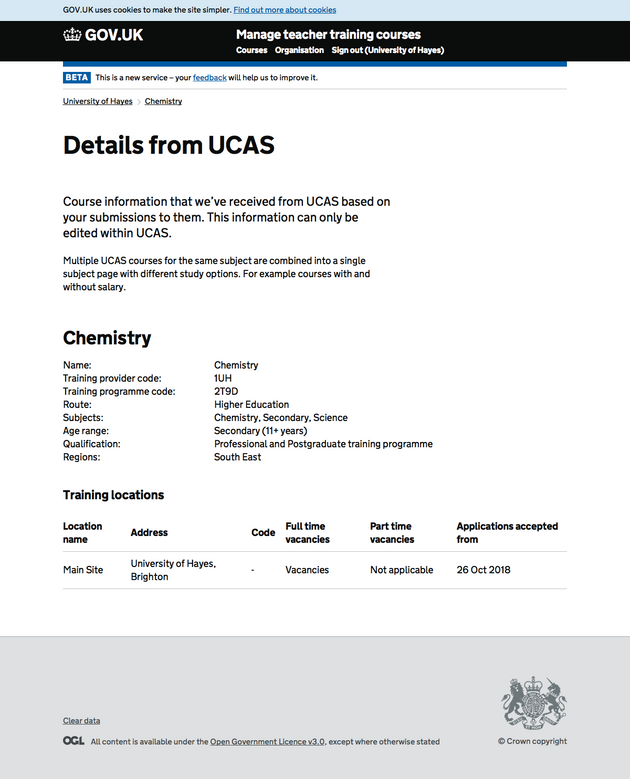 GOV.UK uses cookies to make the site simpler. Find out more about cookies
GOV.UK
Manage teacher training courses
Courses Organisation Sign out (University of Hayes)
BETA This is a new service – your feedback will help us to improve it.
University of Hayes > Chemistry
Details from UCAS
Course information that we've received from UCAS based on
your submissions to them. This information can only be
edited within UCAS.
Multiple UCAS courses for the same subject are combined into a single
subject page with different study options. For example courses with and
without salary.
Chemistry
Name: Chemistry
Training provider code: 1UH
Training programme code: 2T9D
Route: Higher Education
Subjects: Chemistry, Secondary, Science
Age range: Secondary (11+ years)
Qualification: Professional and Postgraduate training programme
Regions: South East
Training locations
Location name Address Code Full time vacancies Part time vacancies Applications accepted from
Main Site University of Hayes, Brighton - Vacancies Not applicable 26 Oct 2018
Clear data
OGL All content is available under the Open Government Licence v3.0, except where otherwise stated
© Crown copyright